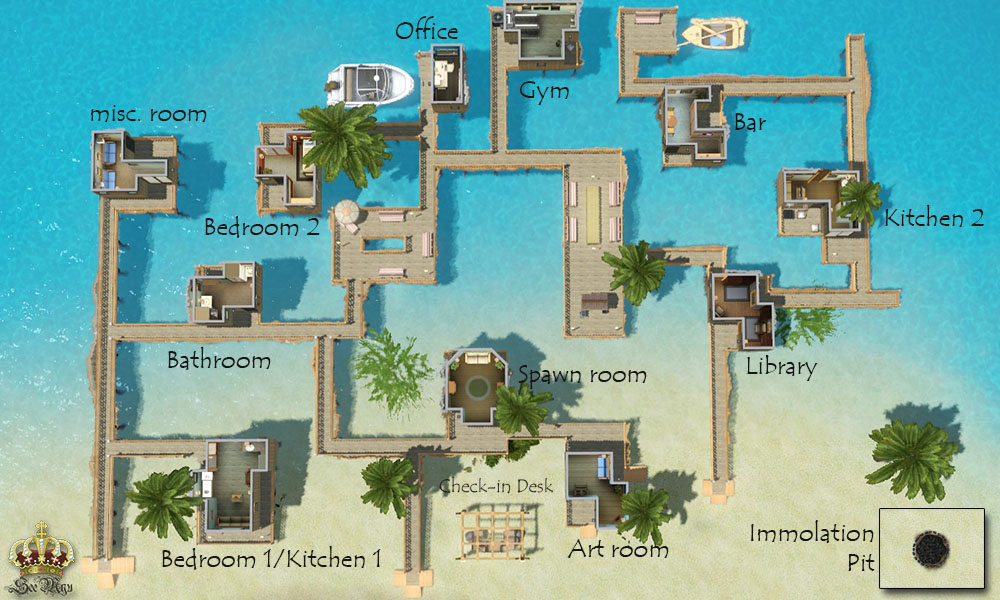 Office
Gym
misc. room
Bar
Bedroom 2
Kitchen 2
Bathroom
Spawn room
Library
Check-in Desk
Bedroom 1/Kitchen 1
Art room
Immolation
Pit